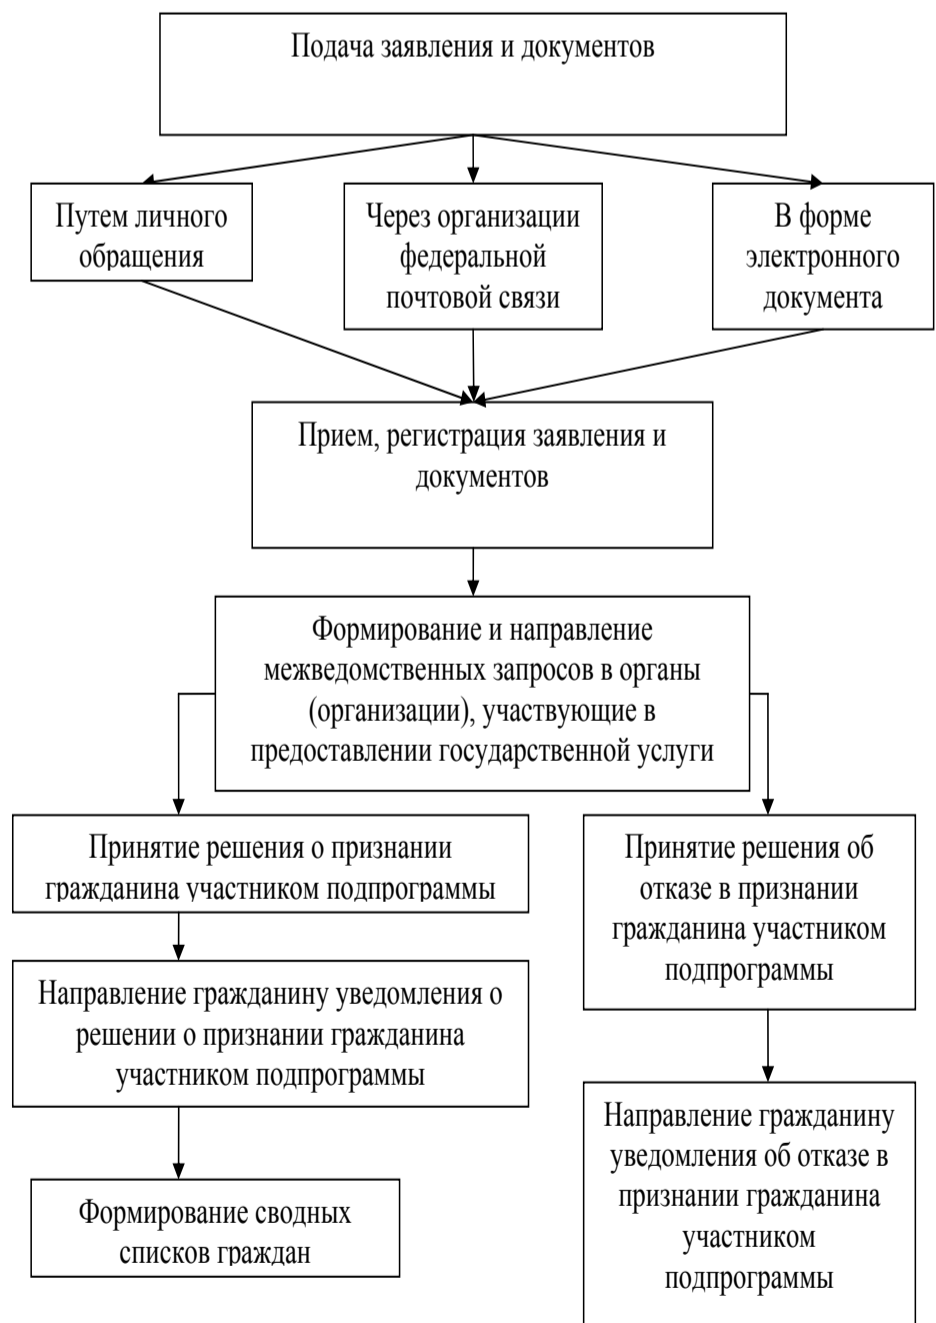 Подача заявления и документов
Путем личного
обращения
Через организации
федеральной
почтовой связи
В форме
электронного
документа
Прием, регистрация заявления и
документов
Формирование и направление
межведомственных запросов в органы
(организации), участвующие в
предоставлении государственной услуги
Принятие решения о признании
гражданина участником подпрограммы
Принятие решения об
отказе в признании
гражданина участником
подпрограммы
Направление гражданину уведомления о
решении о признании гражданина
участником подпрограммы
Направление гражданину
уведомления об отказе в
признании гражданина
участником
подпрограммы
Формирование сводных
списков граждан